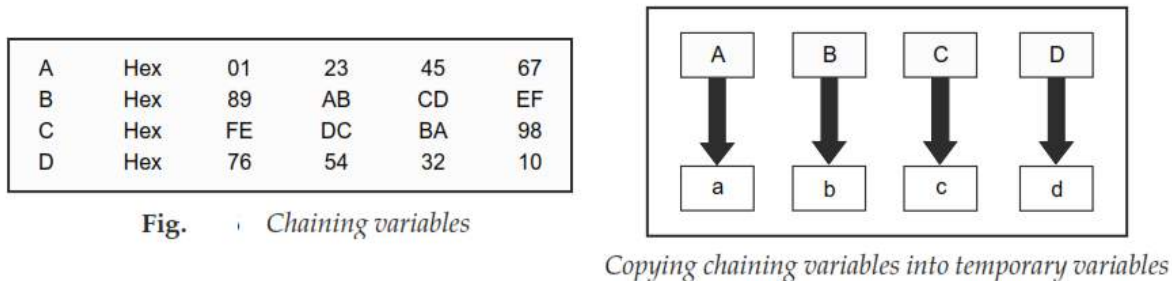 A Hex 01 23 45 67
B Hex 89 AB CD EF
C Hex FE DC BA 98
D Hex 76 54 32 10
Fig. Chaining variables
A B C D
a b c d
Copying chaining variables into temporary variables